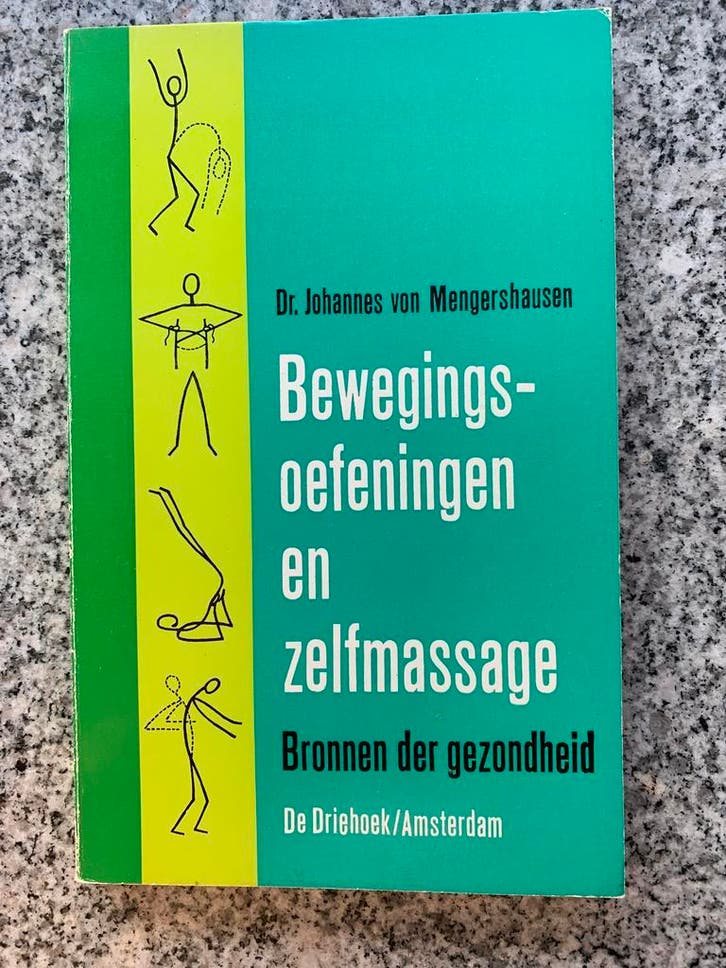 Dr. Johannes von Mengershausen
Bewegings-
oefeningen
en
zelfmassage
Bronnen der gezondheid
De Driehoek/Amsterdam